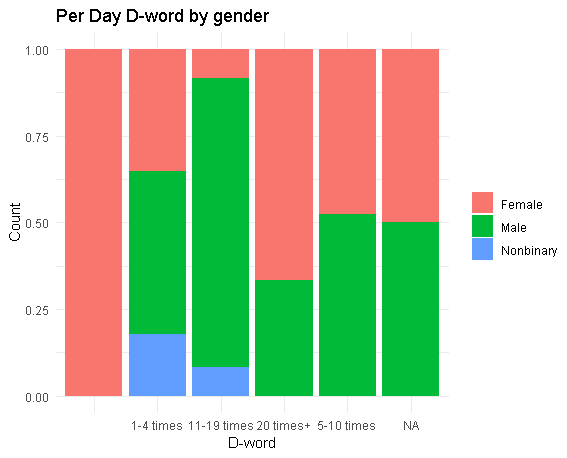 Per Day D-word by gender
1.00
0.75
0.50
0.25
0.00
Count
1-4 times 11-19 times 20 times+ 5-10 times NA
D-word
Female
Male
Nonbinary